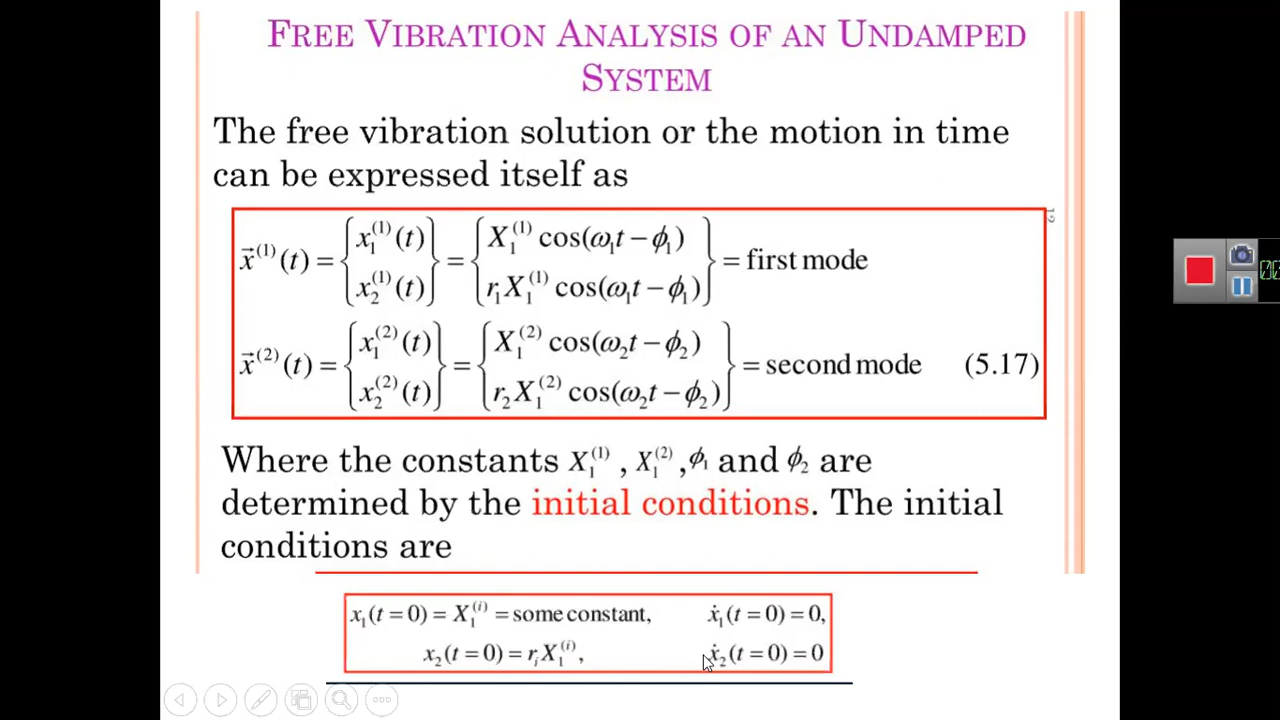 FREE VIBRATION ANALYSIS OF AN UNDAMPED
SYSTEM
The free vibration solution or the motion in time
can be expressed itself as
x⃗⁽¹⁾(t) = {x₁⁽¹⁾(t); x₂⁽¹⁾(t)} = {X₁⁽¹⁾ cos(ω₁t − ϕ₁); r₁X₁⁽¹⁾ cos(ω₁t − ϕ₁)} = first mode
x⃗⁽²⁾(t) = {x₁⁽²⁾(t); x₂⁽²⁾(t)} = {X₁⁽²⁾ cos(ω₂t − ϕ₂); r₂X₁⁽²⁾ cos(ω₂t − ϕ₂)} = second mode (5.17)
Where the constants X₁⁽¹⁾ , X₁⁽²⁾ , ϕ₁ and ϕ₂ are
determined by the initial conditions. The initial
conditions are
x₁(t = 0) = X₁⁽ⁱ⁾ = some constant, ẋ₁(t = 0) = 0,
x₂(t = 0) = rᵢX₁⁽ⁱ⁾, ẋ₂(t = 0) = 0